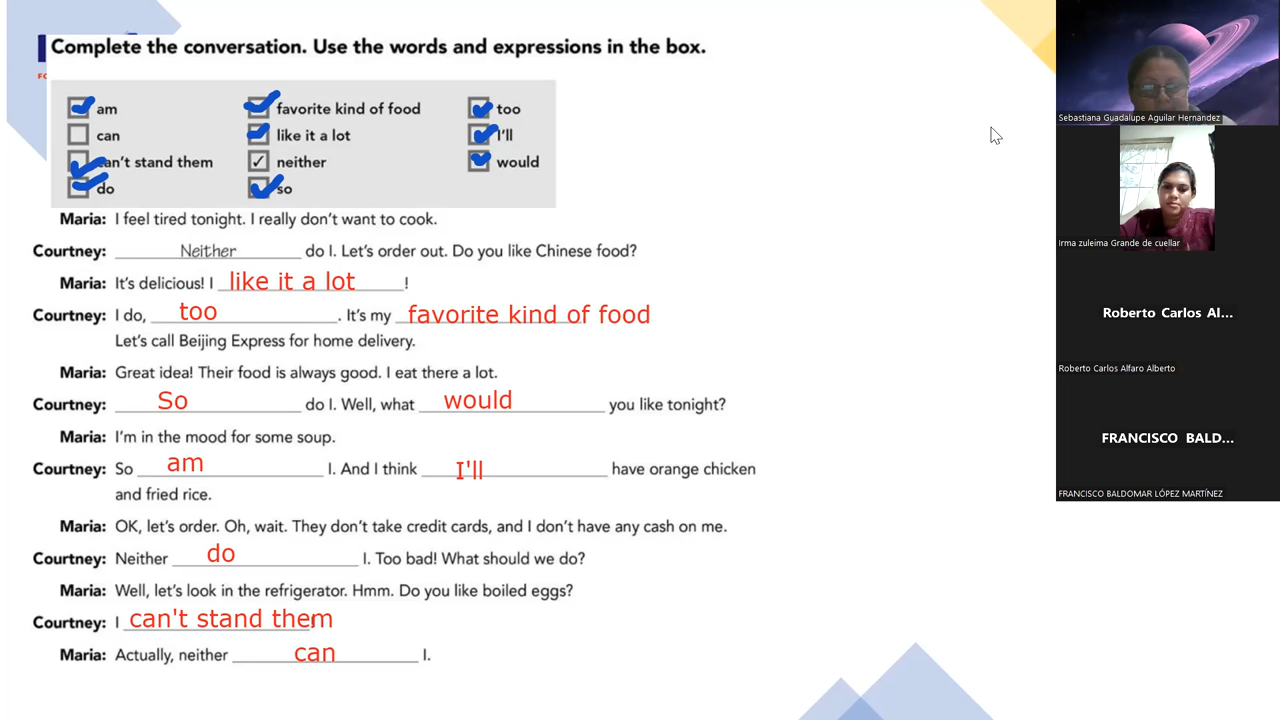 Complete the conversation. Use the words and expressions in the box.
am favorite kind of food too
can like it a lot I'll
can't stand them neither would
do so
Maria: I feel tired tonight. I really don't want to cook.
Courtney: Neither do I. Let's order out. Do you like Chinese food?
Maria: It's delicious! I like it a lot !
Courtney: I do, too . It's my favorite kind of food
Let's call Beijing Express for home delivery.
Maria: Great idea! Their food is always good. I eat there a lot.
Courtney: So do I. Well, what would you like tonight?
Maria: I'm in the mood for some soup.
Courtney: So am I. And I think I'll have orange chicken
and fried rice.
Maria: OK, let's order. Oh, wait. They don't take credit cards, and I don't have any cash on me.
Courtney: Neither do I. Too bad! What should we do?
Maria: Well, let's look in the refrigerator. Hmm. Do you like boiled eggs?
Courtney: I can't stand them !
Maria: Actually, neither can I.
Sebastiana Guadalupe Aguilar Hernandez
Irma zuleima Grande de cuellar
Roberto Carlos Al...
Roberto Carlos Alfaro Alberto
FRANCISCO BALD...
FRANCISCO BALDOMAR LÓPEZ MARTÍNEZ